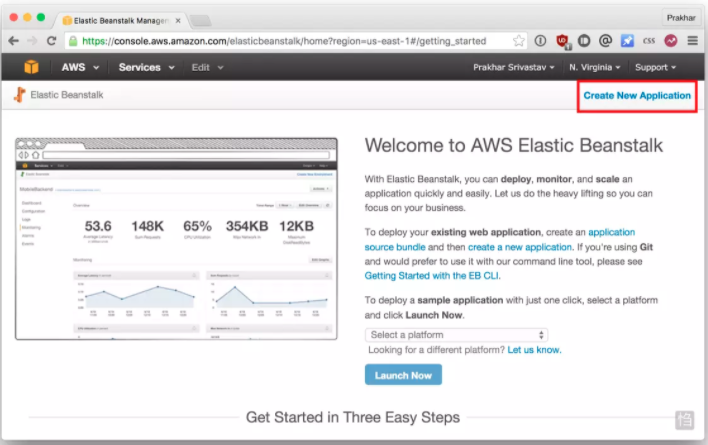 Elastic Beanstalk Manager
Prakhar
https://console.aws.amazon.com/elasticbeanstalk/home?region=us-east-1#/getting_started
CSS
AWS Services Edit Prakhar Srivastav N. Virginia Support
Elastic Beanstalk Create New Application
Welcome to AWS Elastic Beanstalk
With Elastic Beanstalk, you can deploy, monitor, and scale an
application quickly and easily. Let us do the heavy lifting so you can
focus on your business.
To deploy your existing web application, create an application
source bundle and then create a new application. If you're using Git
and would prefer to use it with our command line tool, please see
Getting Started with the EB CLI.
To deploy a sample application with just one click, select a platform
and click Launch Now.
Select a platform
Looking for a different platform? Let us know.
Launch Now
Overview
53.6 148K 65% 354KB 12KB
Monitoring
Get Started in Three Easy Steps